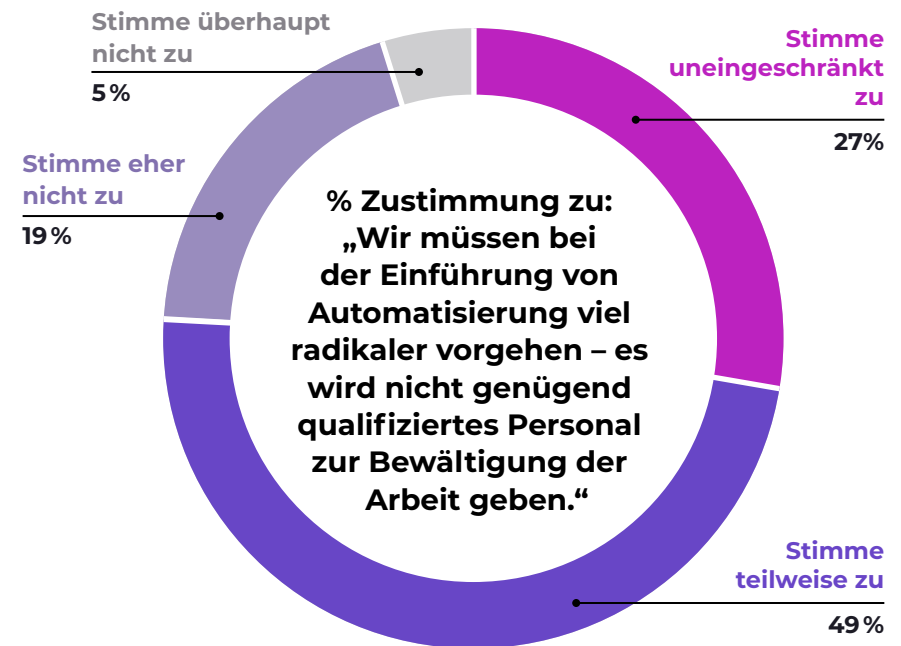 Stimme überhaupt
nicht zu
5 %
Stimme
uneingeschränkt
zu
27%
Stimme eher
nicht zu
19 %
% Zustimmung zu:
„Wir müssen bei
der Einführung von
Automatisierung viel
radikaler vorgehen – es
wird nicht genügend
qualifiziertes Personal
zur Bewältigung der
Arbeit geben.“
Stimme
teilweise zu
49 %